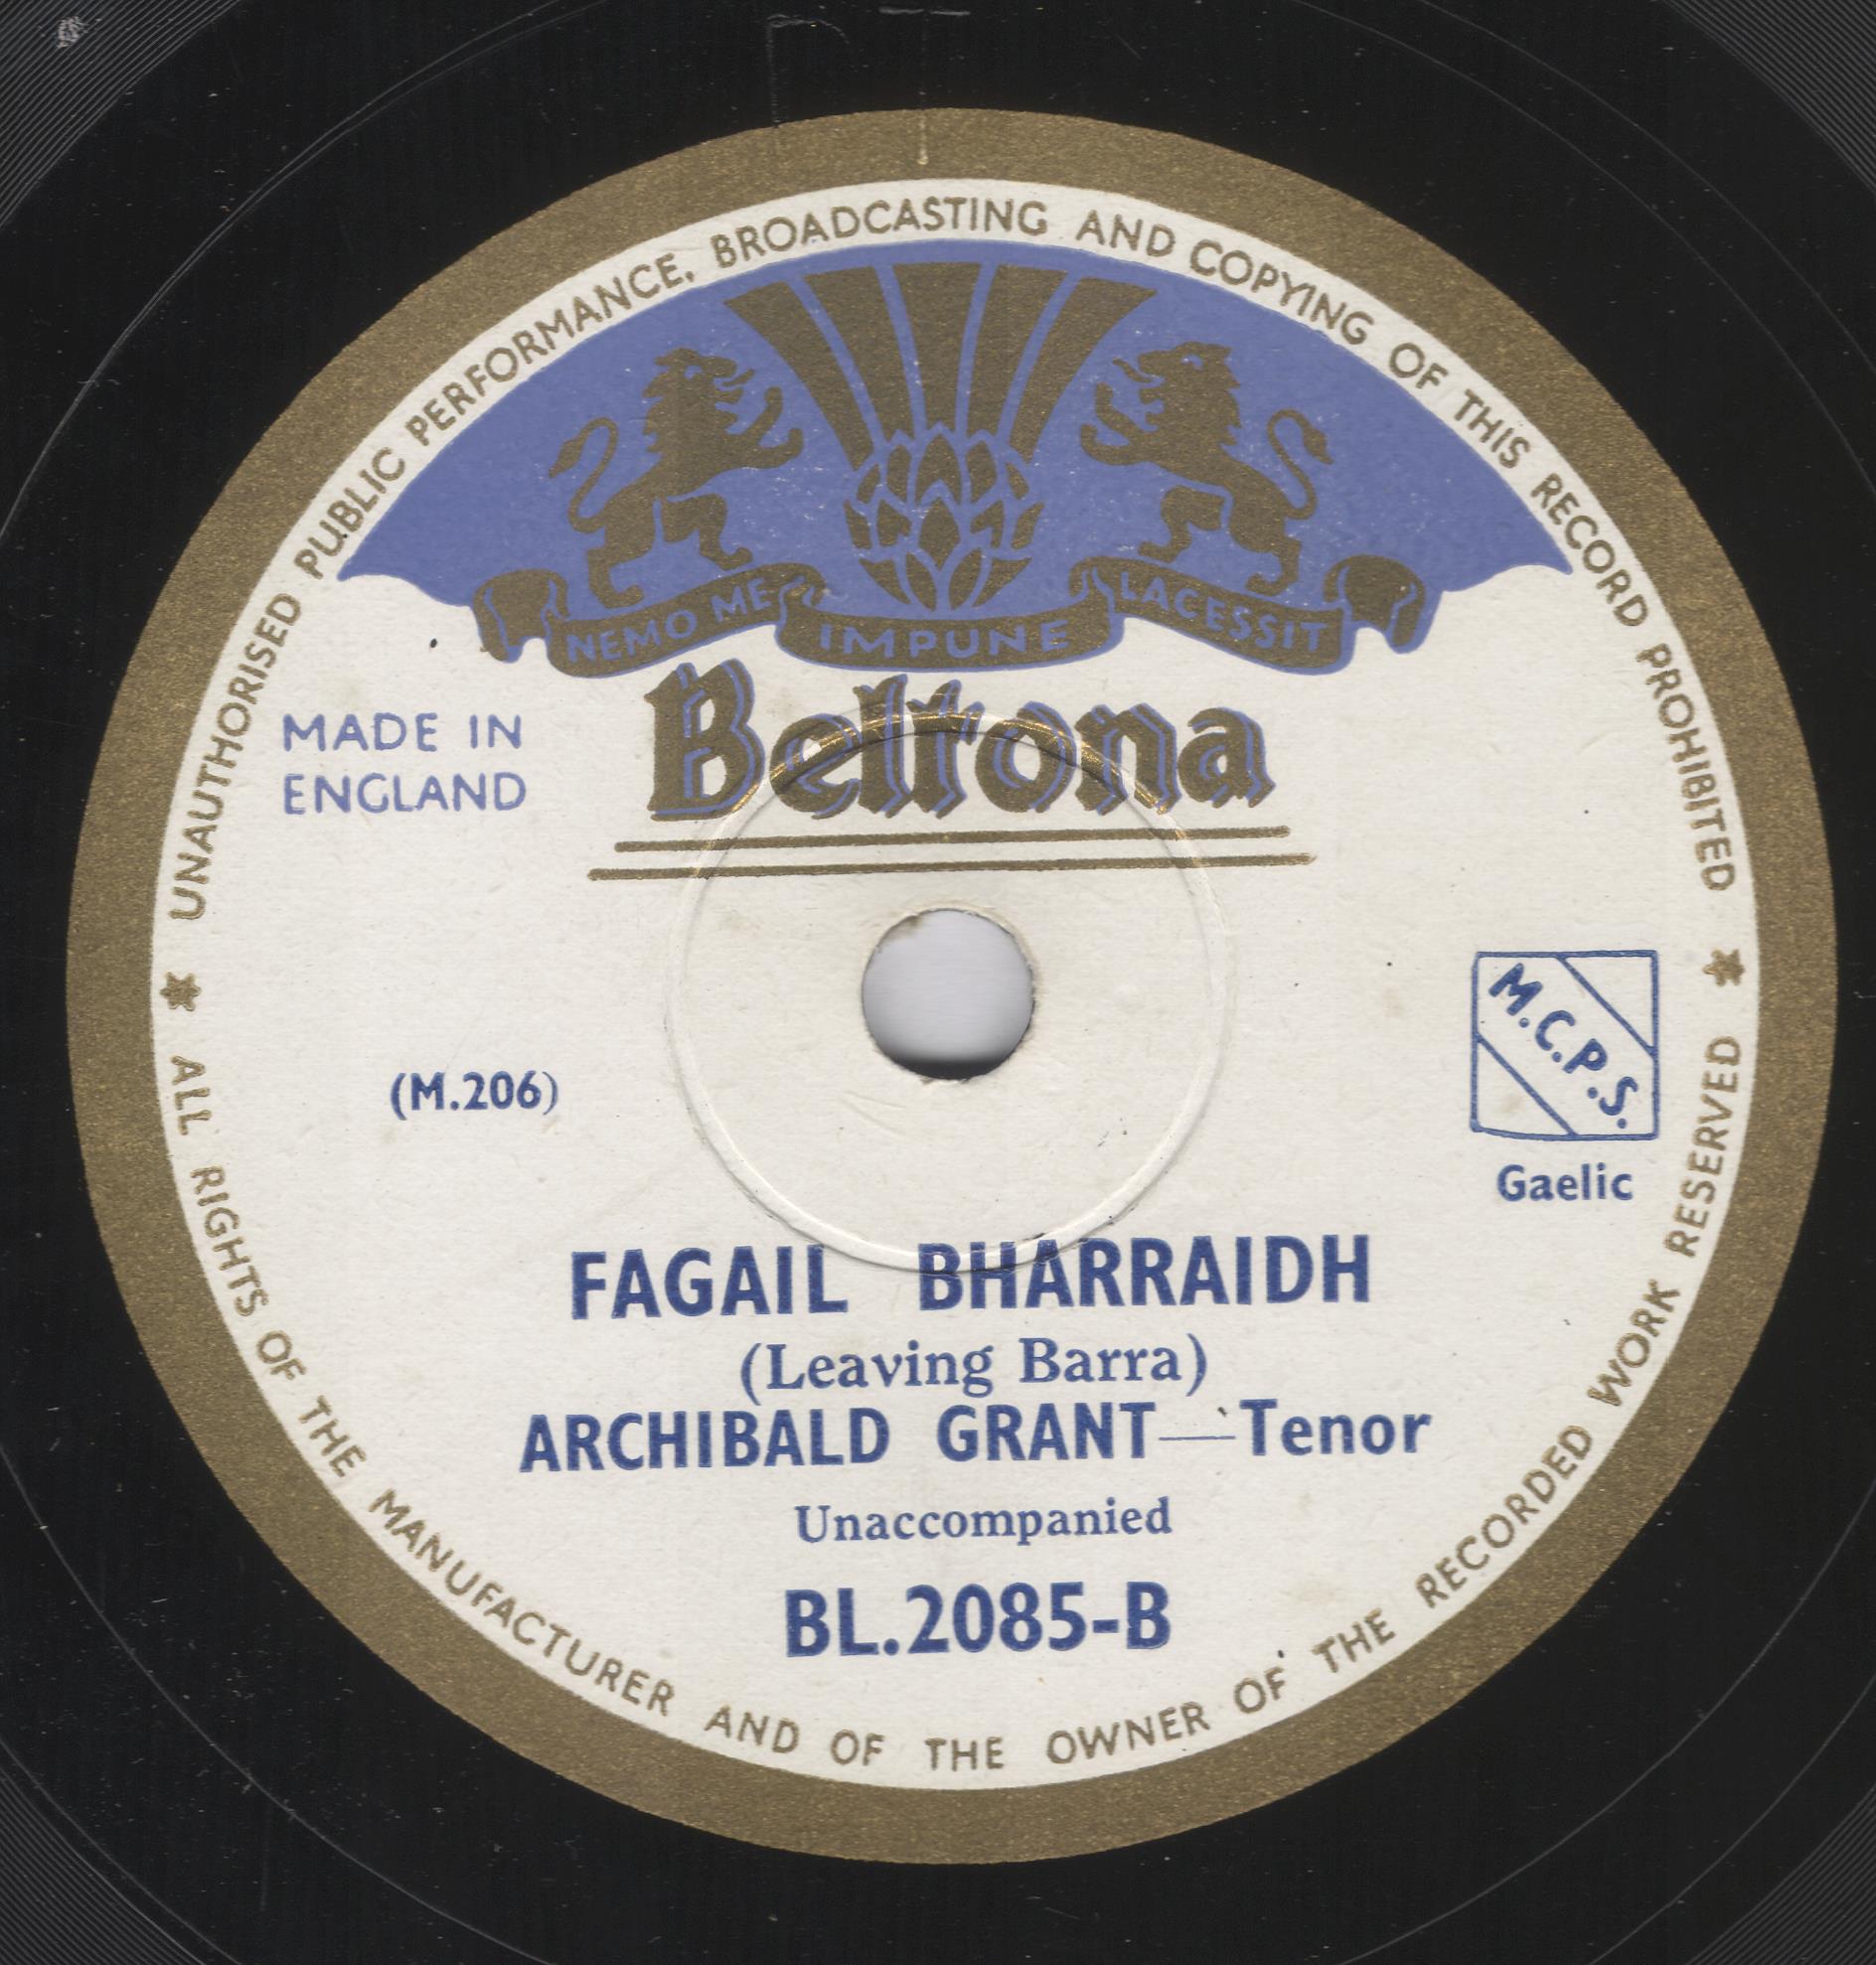 UNAUTHORISED PUBLIC PERFORMANCE, BROADCASTING AND COPYING OF THIS RECORD PROHIBITED
NEMO ME IMPUNE LACESSIT
Beltona
MADE IN
ENGLAND
M.C.P.S.
(M.206)
Gaelic
FAGAIL BHARRAIDH
(Leaving Barra)
ARCHIBALD GRANT—Tenor
Unaccompanied
BL.2085-B
ALL RIGHTS OF THE MANUFACTURER AND OF THE OWNER OF THE RECORDED WORK RESERVED